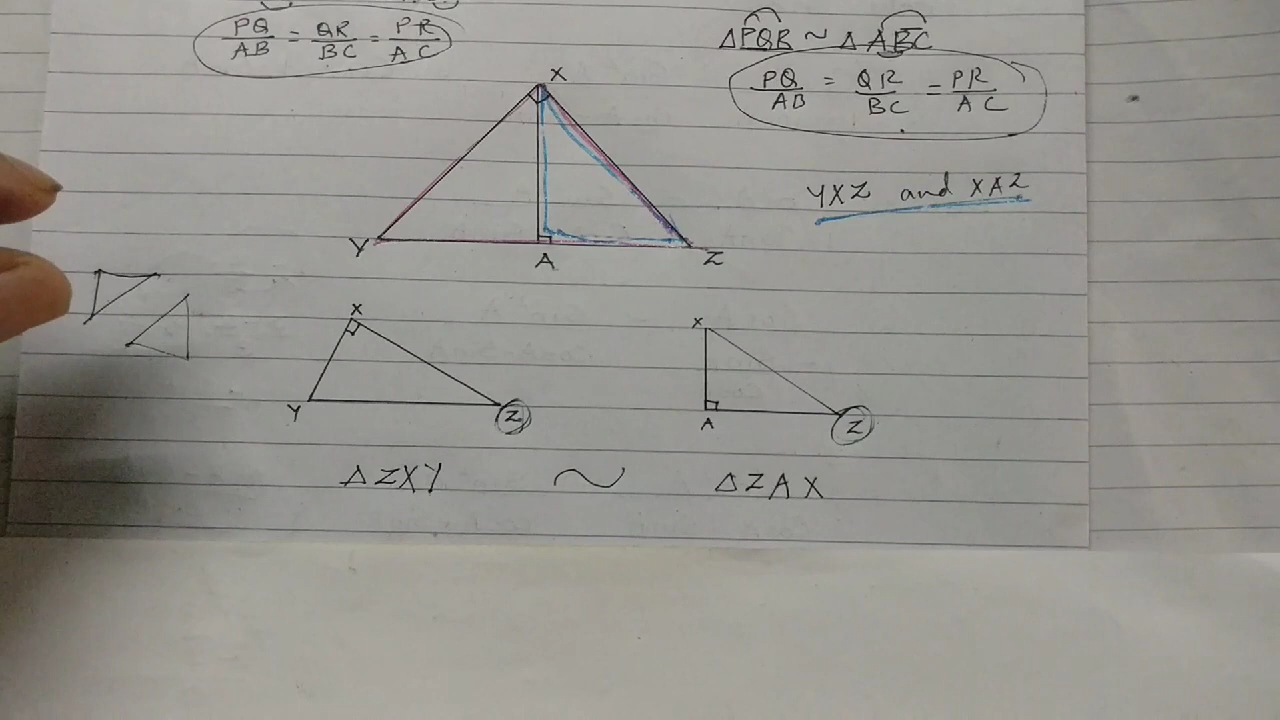 PQ/AB = QR/BC = PR/AC
ΔPQR ~ ΔABC
PQ/AB = QR/BC = PR/AC
X
YXZ and XAZ
Y
A
Z
X
Y
Z
X
A
Z
ΔZXY ~ ΔZAX